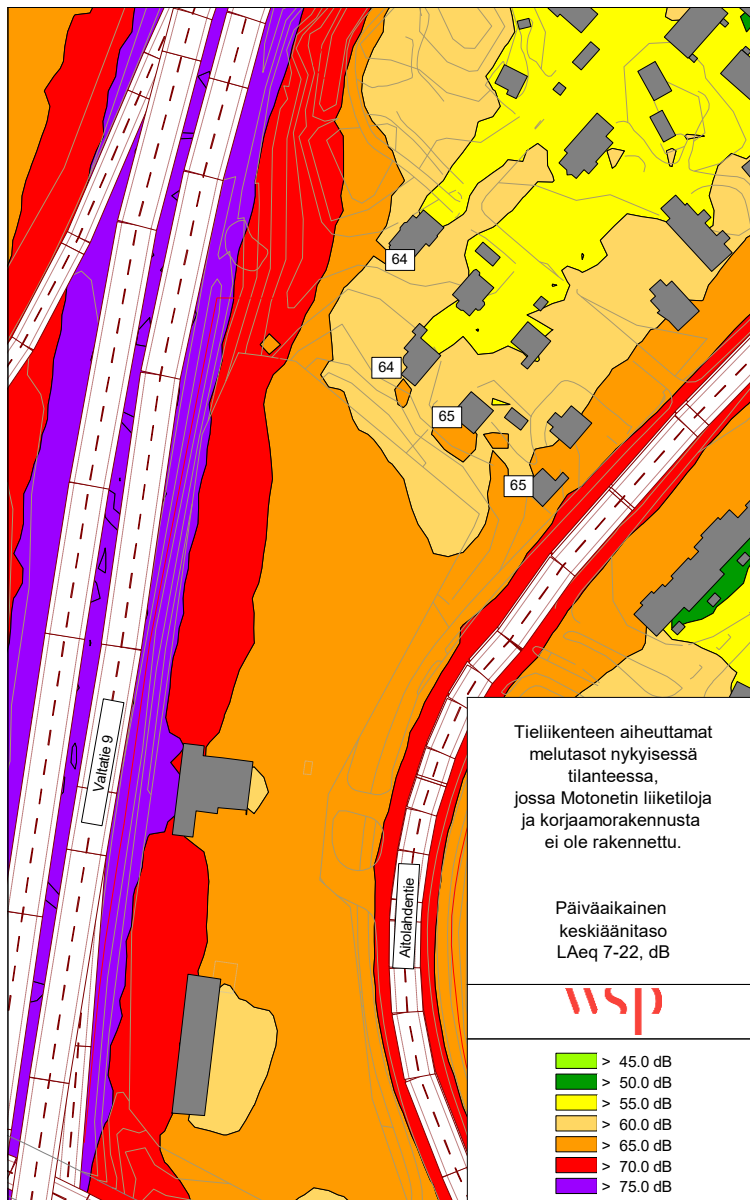 64
64
65
65
Valtatie 9
Aitolahdentie
Tieliikenteen aiheuttamat
melutasot nykyisessä
tilanteessa,
jossa Motonetin liiketiloja
ja korjaamorakennusta
ei ole rakennettu.
Päiväaikainen
keskiäänitaso
LAeq 7-22, dB
wsp
> 45.0 dB
> 50.0 dB
> 55.0 dB
> 60.0 dB
> 65.0 dB
> 70.0 dB
> 75.0 dB